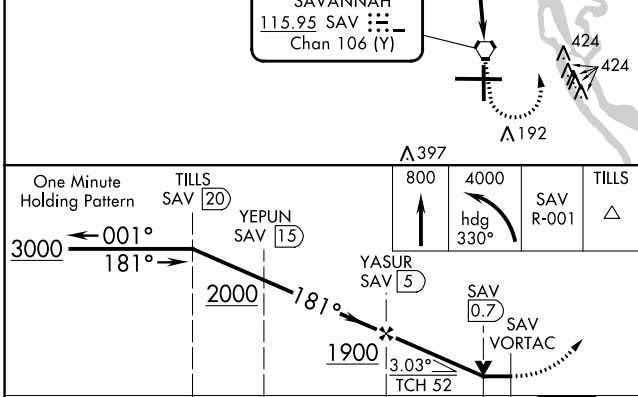 SAVANNAH
115.95 SAV
Chan 106 (Y)
424
424
192
397
One Minute
Holding Pattern
TILLS
SAV 20
YEPUN
SAV 15
800
4000
hdg
330°
SAV
R-001
TILLS
001°
3000
181°
2000
181°
YASUR
SAV 5
1900
3.03°
TCH 52
SAV
0.7
SAV
VORTAC